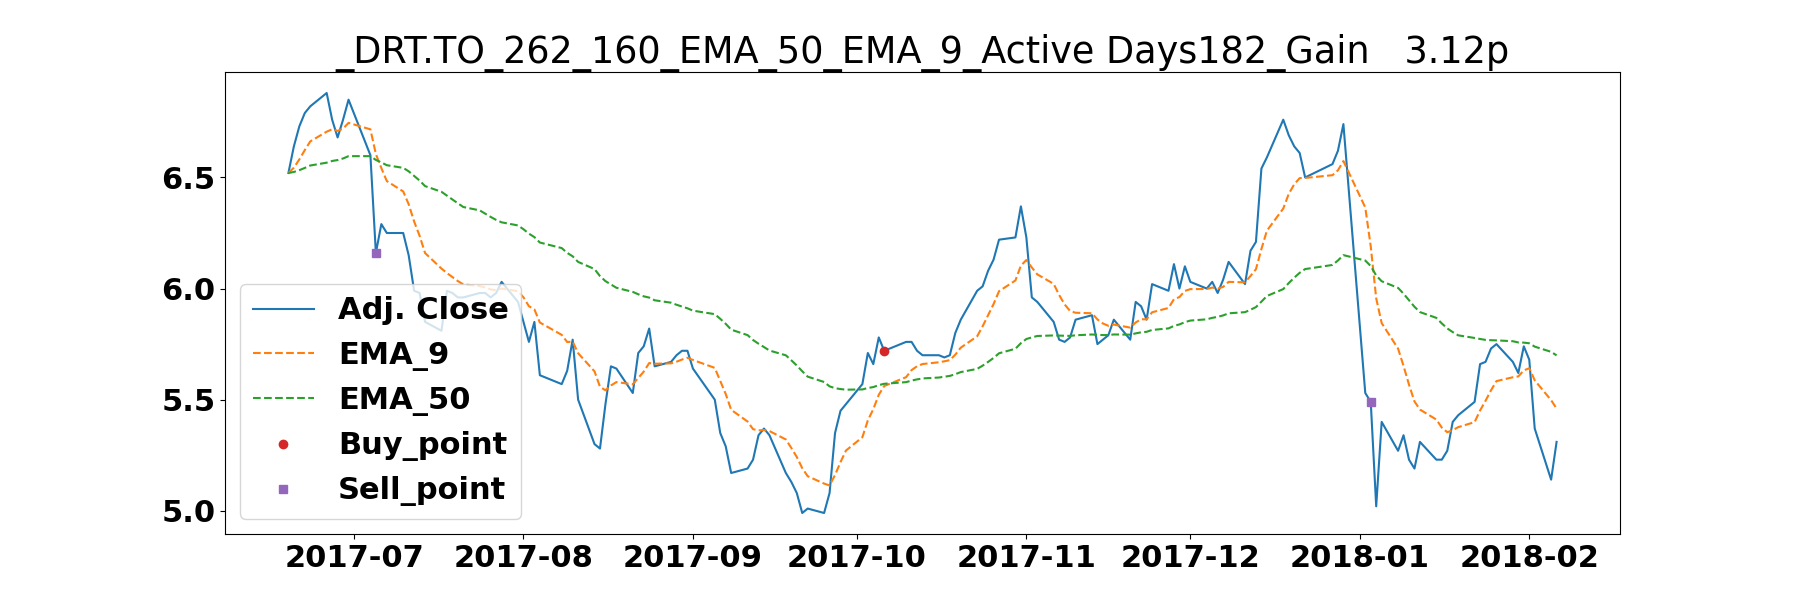 _DRT.TO_262_160_EMA_50_EMA_9_Active Days182_Gain   3.12p
6.5
6.0
5.5
5.0
Adj. Close
EMA_9
EMA_50
Buy_point
Sell_point
2017-07 2017-08 2017-09 2017-10 2017-11 2017-12 2018-01 2018-02